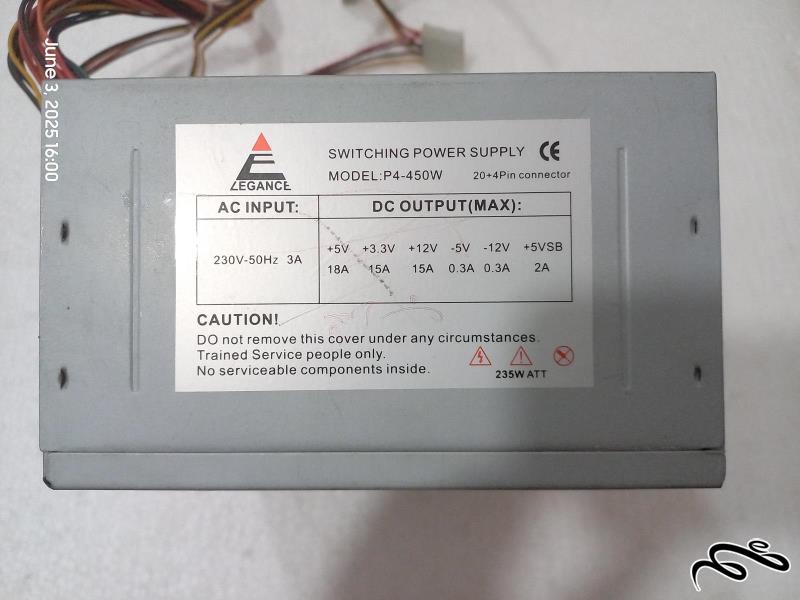 June 3, 2025 16:00
LEGANCE
SWITCHING POWER SUPPLY CE
MODEL:P4-450W 20+4Pin connector
AC INPUT: DC OUTPUT(MAX):
230V-50Hz 3A
+5V +3.3V +12V -5V -12V +5VSB
18A 15A 15A 0.3A 0.3A 2A
CAUTION!
DO not remove this cover under any circumstances.
Trained Service people only.
No serviceable components inside.
235WATT